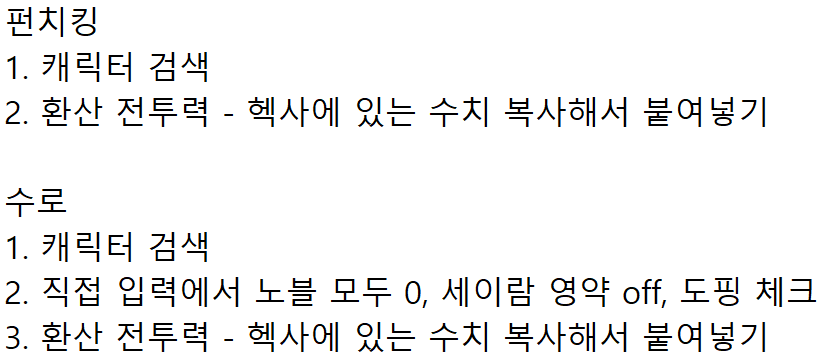 펀치킹
1. 캐릭터 검색
2. 환산 전투력 - 헥사에 있는 수치 복사해서 붙여넣기

수로
1. 캐릭터 검색
2. 직접 입력에서 노블 모두 0, 세이람 영약 off, 도핑 체크
3. 환산 전투력 - 헥사에 있는 수치 복사해서 붙여넣기